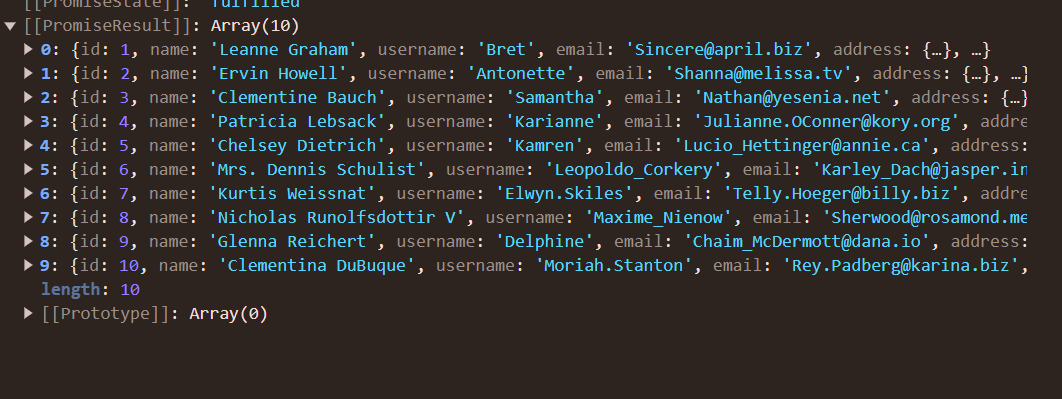 [[PromiseState]]: "fulfilled"
▼ [[PromiseResult]]: Array(10)
▶ 0: {id: 1, name: 'Leanne Graham', username: 'Bret', email: 'Sincere@april.biz', address: {…}, …}
▶ 1: {id: 2, name: 'Ervin Howell', username: 'Antonette', email: 'Shanna@melissa.tv', address: {…}, …}
▶ 2: {id: 3, name: 'Clementine Bauch', username: 'Samantha', email: 'Nathan@yesenia.net', address: {…}
▶ 3: {id: 4, name: 'Patricia Lebsack', username: 'Karianne', email: 'Julianne.OConner@kory.org', addre
▶ 4: {id: 5, name: 'Chelsey Dietrich', username: 'Kamren', email: 'Lucio_Hettinger@annie.ca', address:
▶ 5: {id: 6, name: 'Mrs. Dennis Schulist', username: 'Leopoldo_Corkery', email: 'Karley_Dach@jasper.in
▶ 6: {id: 7, name: 'Kurtis Weissnat', username: 'Elwyn.Skiles', email: 'Telly.Hoeger@billy.biz', addre
▶ 7: {id: 8, name: 'Nicholas Runolfsdottir V', username: 'Maxime_Nienow', email: 'Sherwood@rosamond.me
▶ 8: {id: 9, name: 'Glenna Reichert', username: 'Delphine', email: 'Chaim_McDermott@dana.io', address:
▶ 9: {id: 10, name: 'Clementina DuBuque', username: 'Moriah.Stanton', email: 'Rey.Padberg@karina.biz',
length: 10
▶ [[Prototype]]: Array(0)